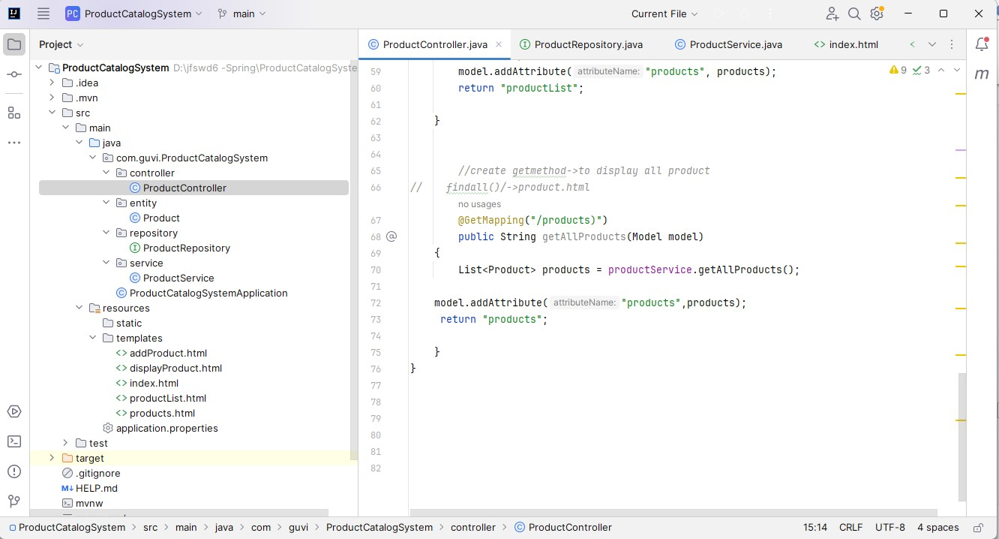 PC ProductCatalogSystem main Current File
Project
ProductCatalogSystem D:\jfswd6 -Spring\ProductCatalogSyste
.idea
.mvn
src
main
java
com.guvi.ProductCatalogSystem
controller
ProductController
entity
Product
repository
ProductRepository
service
ProductService
ProductCatalogSystemApplication
resources
static
templates
addProduct.html
displayProduct.html
index.html
productList.html
products.html
application.properties
test
target
.gitignore
HELP.md
mvnw
ProductController.java ProductRepository.java ProductService.java index.html
9 3
59 model.addAttribute( attributeName: "products", products);
60 return "productList";
61
62 }
63
64
65 //create getmethod->to display all product
66 // findall()/->product.html
no usages
67 @GetMapping("/products)")
68 public String getAllProducts(Model model)
69 {
70 List<Product> products = productService.getAllProducts();
71
72 model.addAttribute( attributeName: "products",products);
73 return "products";
74
75 }
76 }
77
78
79
80
81
82
ProductCatalogSystem > src > main > java > com > guvi > ProductCatalogSystem > controller > ProductController 15:14 CRLF UTF-8 4 spaces